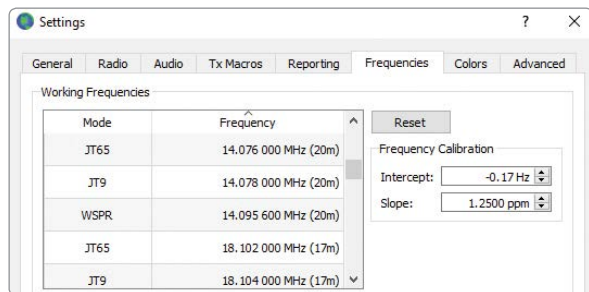 Settings
? X
General Radio Audio Tx Macros Reporting Frequencies Colors Advanced
Working Frequencies
Mode Frequency
JT65 14.076 000 MHz (20m)
JT9 14.078 000 MHz (20m)
WSPR 14.095 600 MHz (20m)
JT65 18.102 000 MHz (17m)
JT9 18.104 000 MHz (17m)
Reset
Frequency Calibration
Intercept: -0.17 Hz
Slope: 1.2500 ppm